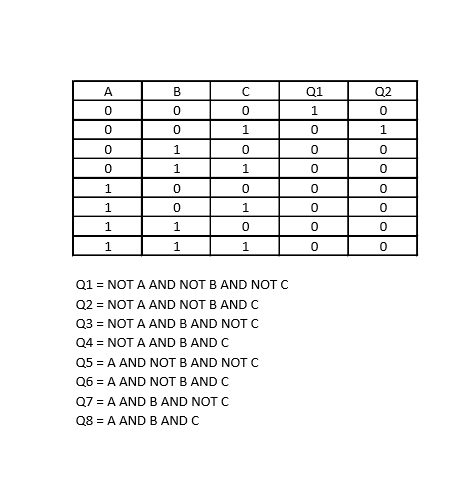 A B C Q1 Q2
0 0 0 1 0
0 0 1 0 1
0 1 0 0 0
0 1 1 0 0
1 0 0 0 0
1 0 1 0 0
1 1 0 0 0
1 1 1 0 0
Q1 = NOT A AND NOT B AND NOT C
Q2 = NOT A AND NOT B AND C
Q3 = NOT A AND B AND NOT C
Q4 = NOT A AND B AND C
Q5 = A AND NOT B AND NOT C
Q6 = A AND NOT B AND C
Q7 = A AND B AND NOT C
Q8 = A AND B AND C